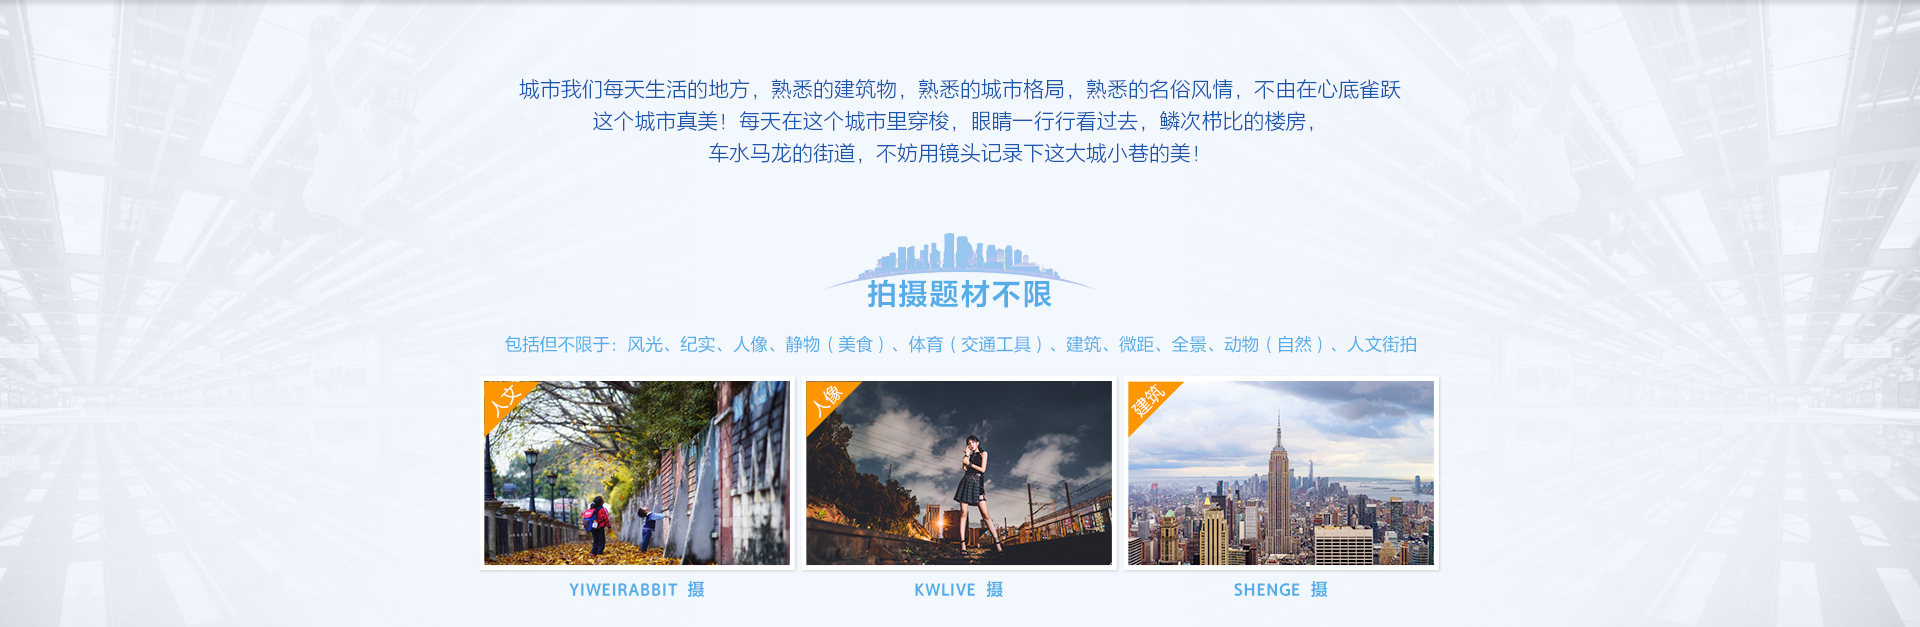 城市我们每天生活的地方，熟悉的建筑物，熟悉的城市格局，熟悉的名俗风情，不由在心底雀跃
这个城市真美！每天在这个城市里穿梭，眼睛一行行看过去，鳞次栉比的楼房，
车水马龙的街道，不妨用镜头记录下这大城小巷的美！
拍摄题材不限
包括但不限于：风光、纪实、人像、静物（美食）、体育（交通工具）、建筑、微距、全景、动物（自然）、人文街拍
人文
人像
建筑
YIWEIRABBIT 摄
KWLIVE 摄
SHENGE 摄